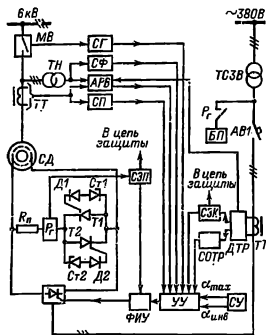 6кВ
~380В
МВ
СГ
ТН
СФ
АРВ
СП
ТТ
ТСЗВ
Рг
БП
АВ1
В цепь
защиты
СД
Д1
Ст1
СЗП
Rп
Рг
Т1
Т2
Ст2
Д2
В цепь
защиты
СЗК
ДТР
ТТ
СОТР
αmax
ФИУ
УУ
СУ
αинв